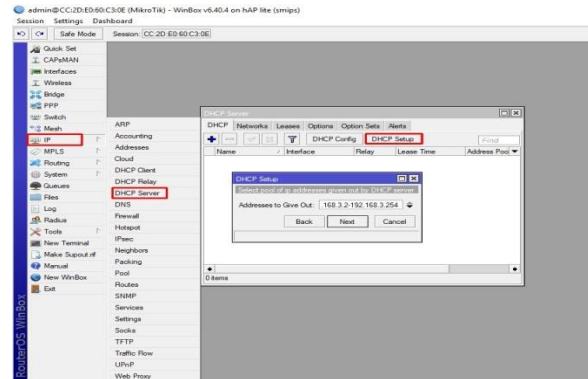 admin@CC:2D:E0:60:C3:0E (MikroTik) - WinBox v6.40.4 on hAP lite (smips)
Session Settings Dashboard
Safe Mode Session: CC:2D:E0:60:C3:0E
Quick Set
CAPsMAN
Interfaces
Wireless
Bridge
PPP
Switch
Mesh
IP
MPLS
Routing
System
Queues
Files
Log
Radius
Tools
New Terminal
Make Supout.rif
Manual
New WinBox
Exit
RouterOS WinBox
ARP
Accounting
Addresses
Cloud
DHCP Client
DHCP Relay
DHCP Server
DNS
Firewall
Hotspot
IPsec
Neighbors
Packing
Pool
Routes
SNMP
Services
Settings
Socks
TFTP
Traffic Flow
UPnP
Web Proxy
DHCP Server
DHCP Networks Leases Options Option Sets Alerts
DHCP Config DHCP Setup Find
Name Interface Relay Lease Time Address Pool
DHCP Setup
Select pool of ip addresses given out by DHCP server
Addresses to Give Out: 168.3.2-192.168.3.254
Back Next Cancel
0 items